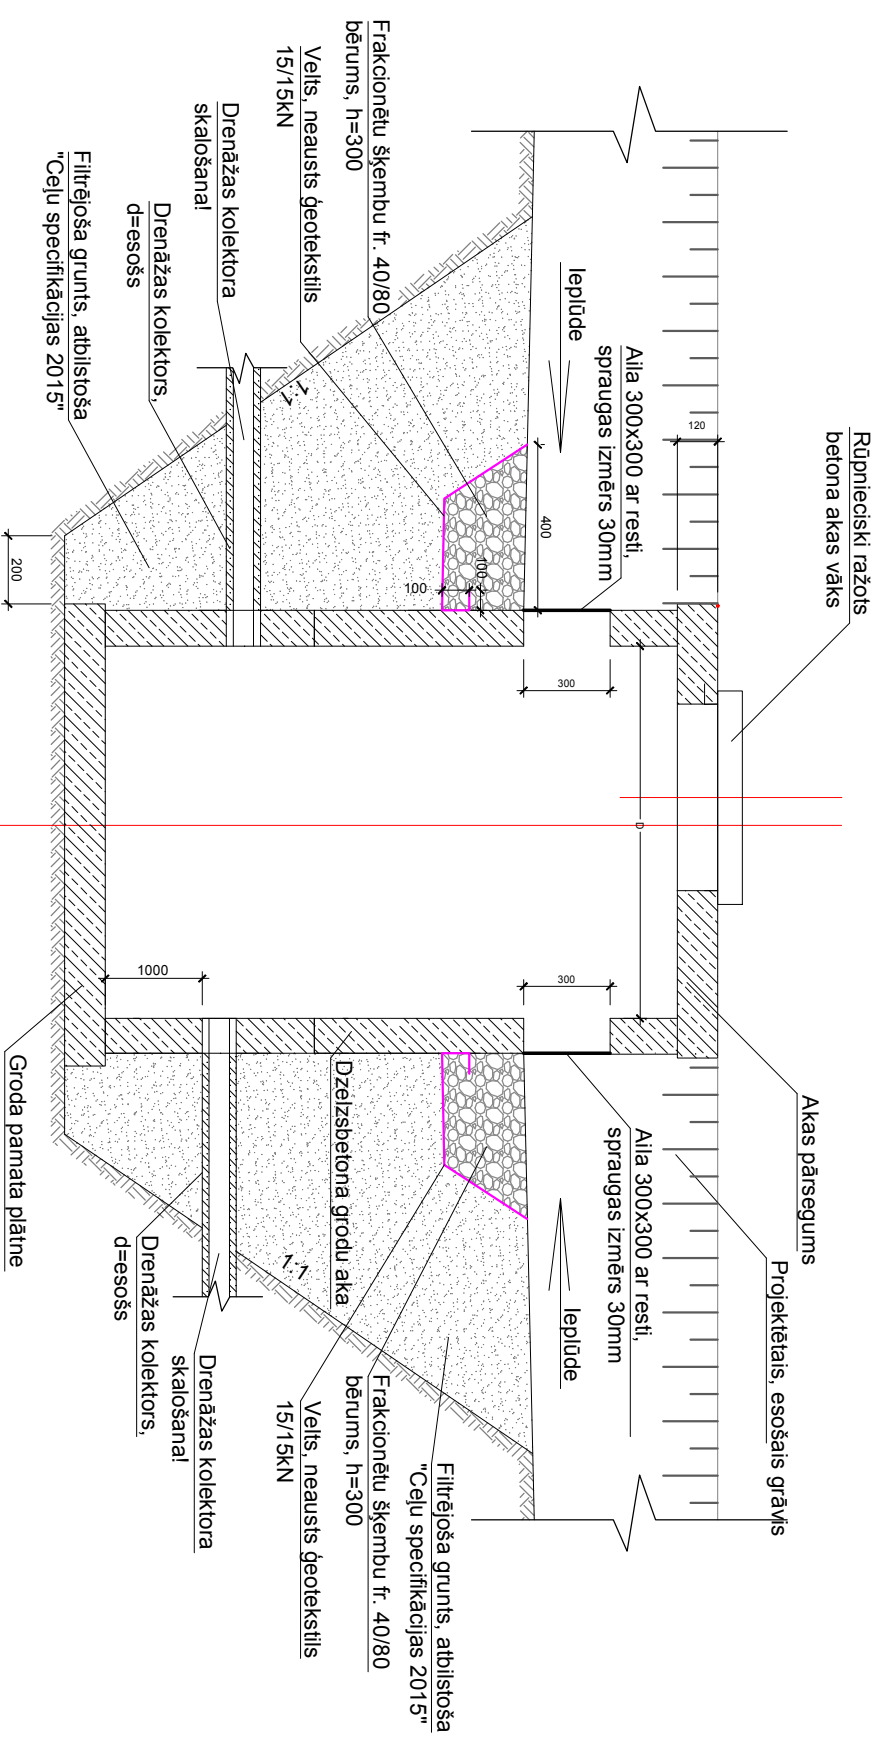 Rūpnieciski ražots
betona akas vāks
Akas pārsegums
Projektētais, esošais grāvis
120
Aila 300x300 ar resti,
spraugas izmērs 30mm
Aila 300x300 ar resti,
spraugas izmērs 30mm
Ieplūde
Ieplūde
D
300
300
400
100
100
Frakcionētu šķembu fr. 40/80
bērums, h=300
Velts, neausts ģeotekstils
15/15kN
Drenāžas kolektora
skalošana!
Drenāžas kolektors,
d=esošs
Filtrējoša grunts, atbilstoša
"Ceļu specifikācijas 2015"
1:1
200
1000
Filtrējoša grunts, atbilstoša
"Ceļu specifikācijas 2015"
Frakcionētu šķembu fr. 40/80
bērums, h=300
Velts, neausts ģeotekstils
15/15kN
Dzelzsbetona grodu aka
1:1
Drenāžas kolektora
skalošana!
Drenāžas kolektors,
d=esošs
Groda pamata plātne